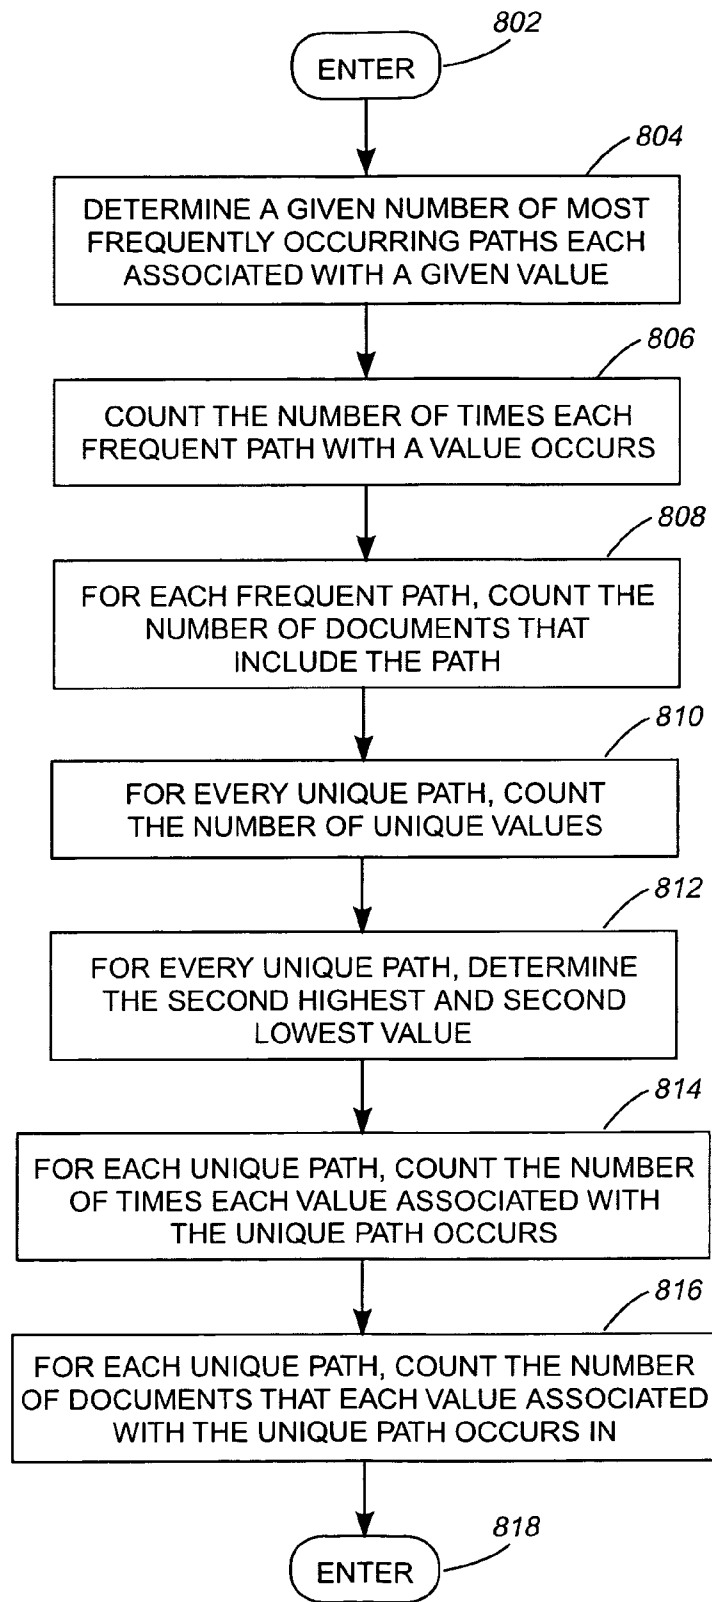 802
ENTER
804
DETERMINE A GIVEN NUMBER OF MOST
FREQUENTLY OCCURRING PATHS EACH
ASSOCIATED WITH A GIVEN VALUE
806
COUNT THE NUMBER OF TIMES EACH
FREQUENT PATH WITH A VALUE OCCURS
808
FOR EACH FREQUENT PATH, COUNT THE
NUMBER OF DOCUMENTS THAT
INCLUDE THE PATH
810
FOR EVERY UNIQUE PATH, COUNT
THE NUMBER OF UNIQUE VALUES
812
FOR EVERY UNIQUE PATH, DETERMINE
THE SECOND HIGHEST AND SECOND
LOWEST VALUE
814
FOR EACH UNIQUE PATH, COUNT THE NUMBER
OF TIMES EACH VALUE ASSOCIATED WITH
THE UNIQUE PATH OCCURS
816
FOR EACH UNIQUE PATH, COUNT THE NUMBER
OF DOCUMENTS THAT EACH VALUE ASSOCIATED
WITH THE UNIQUE PATH OCCURS IN
818
ENTER